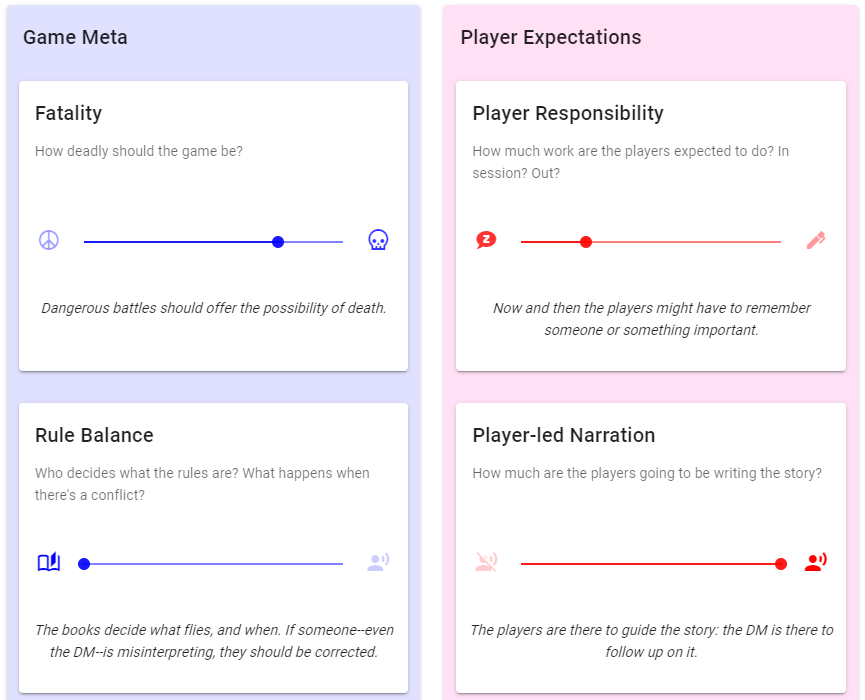 Game Meta
Fatality
How deadly should the game be?
Dangerous battles should offer the possibility of death.
Rule Balance
Who decides what the rules are? What happens when
there's a conflict?
The books decide what flies, and when. If someone--even
the DM--is misinterpreting, they should be corrected.
Player Expectations
Player Responsibility
How much work are the players expected to do? In
session? Out?
Z
Now and then the players might have to remember
someone or something important.
Player-led Narration
How much are the players going to be writing the story?
The players are there to guide the story: the DM is there to
follow up on it.